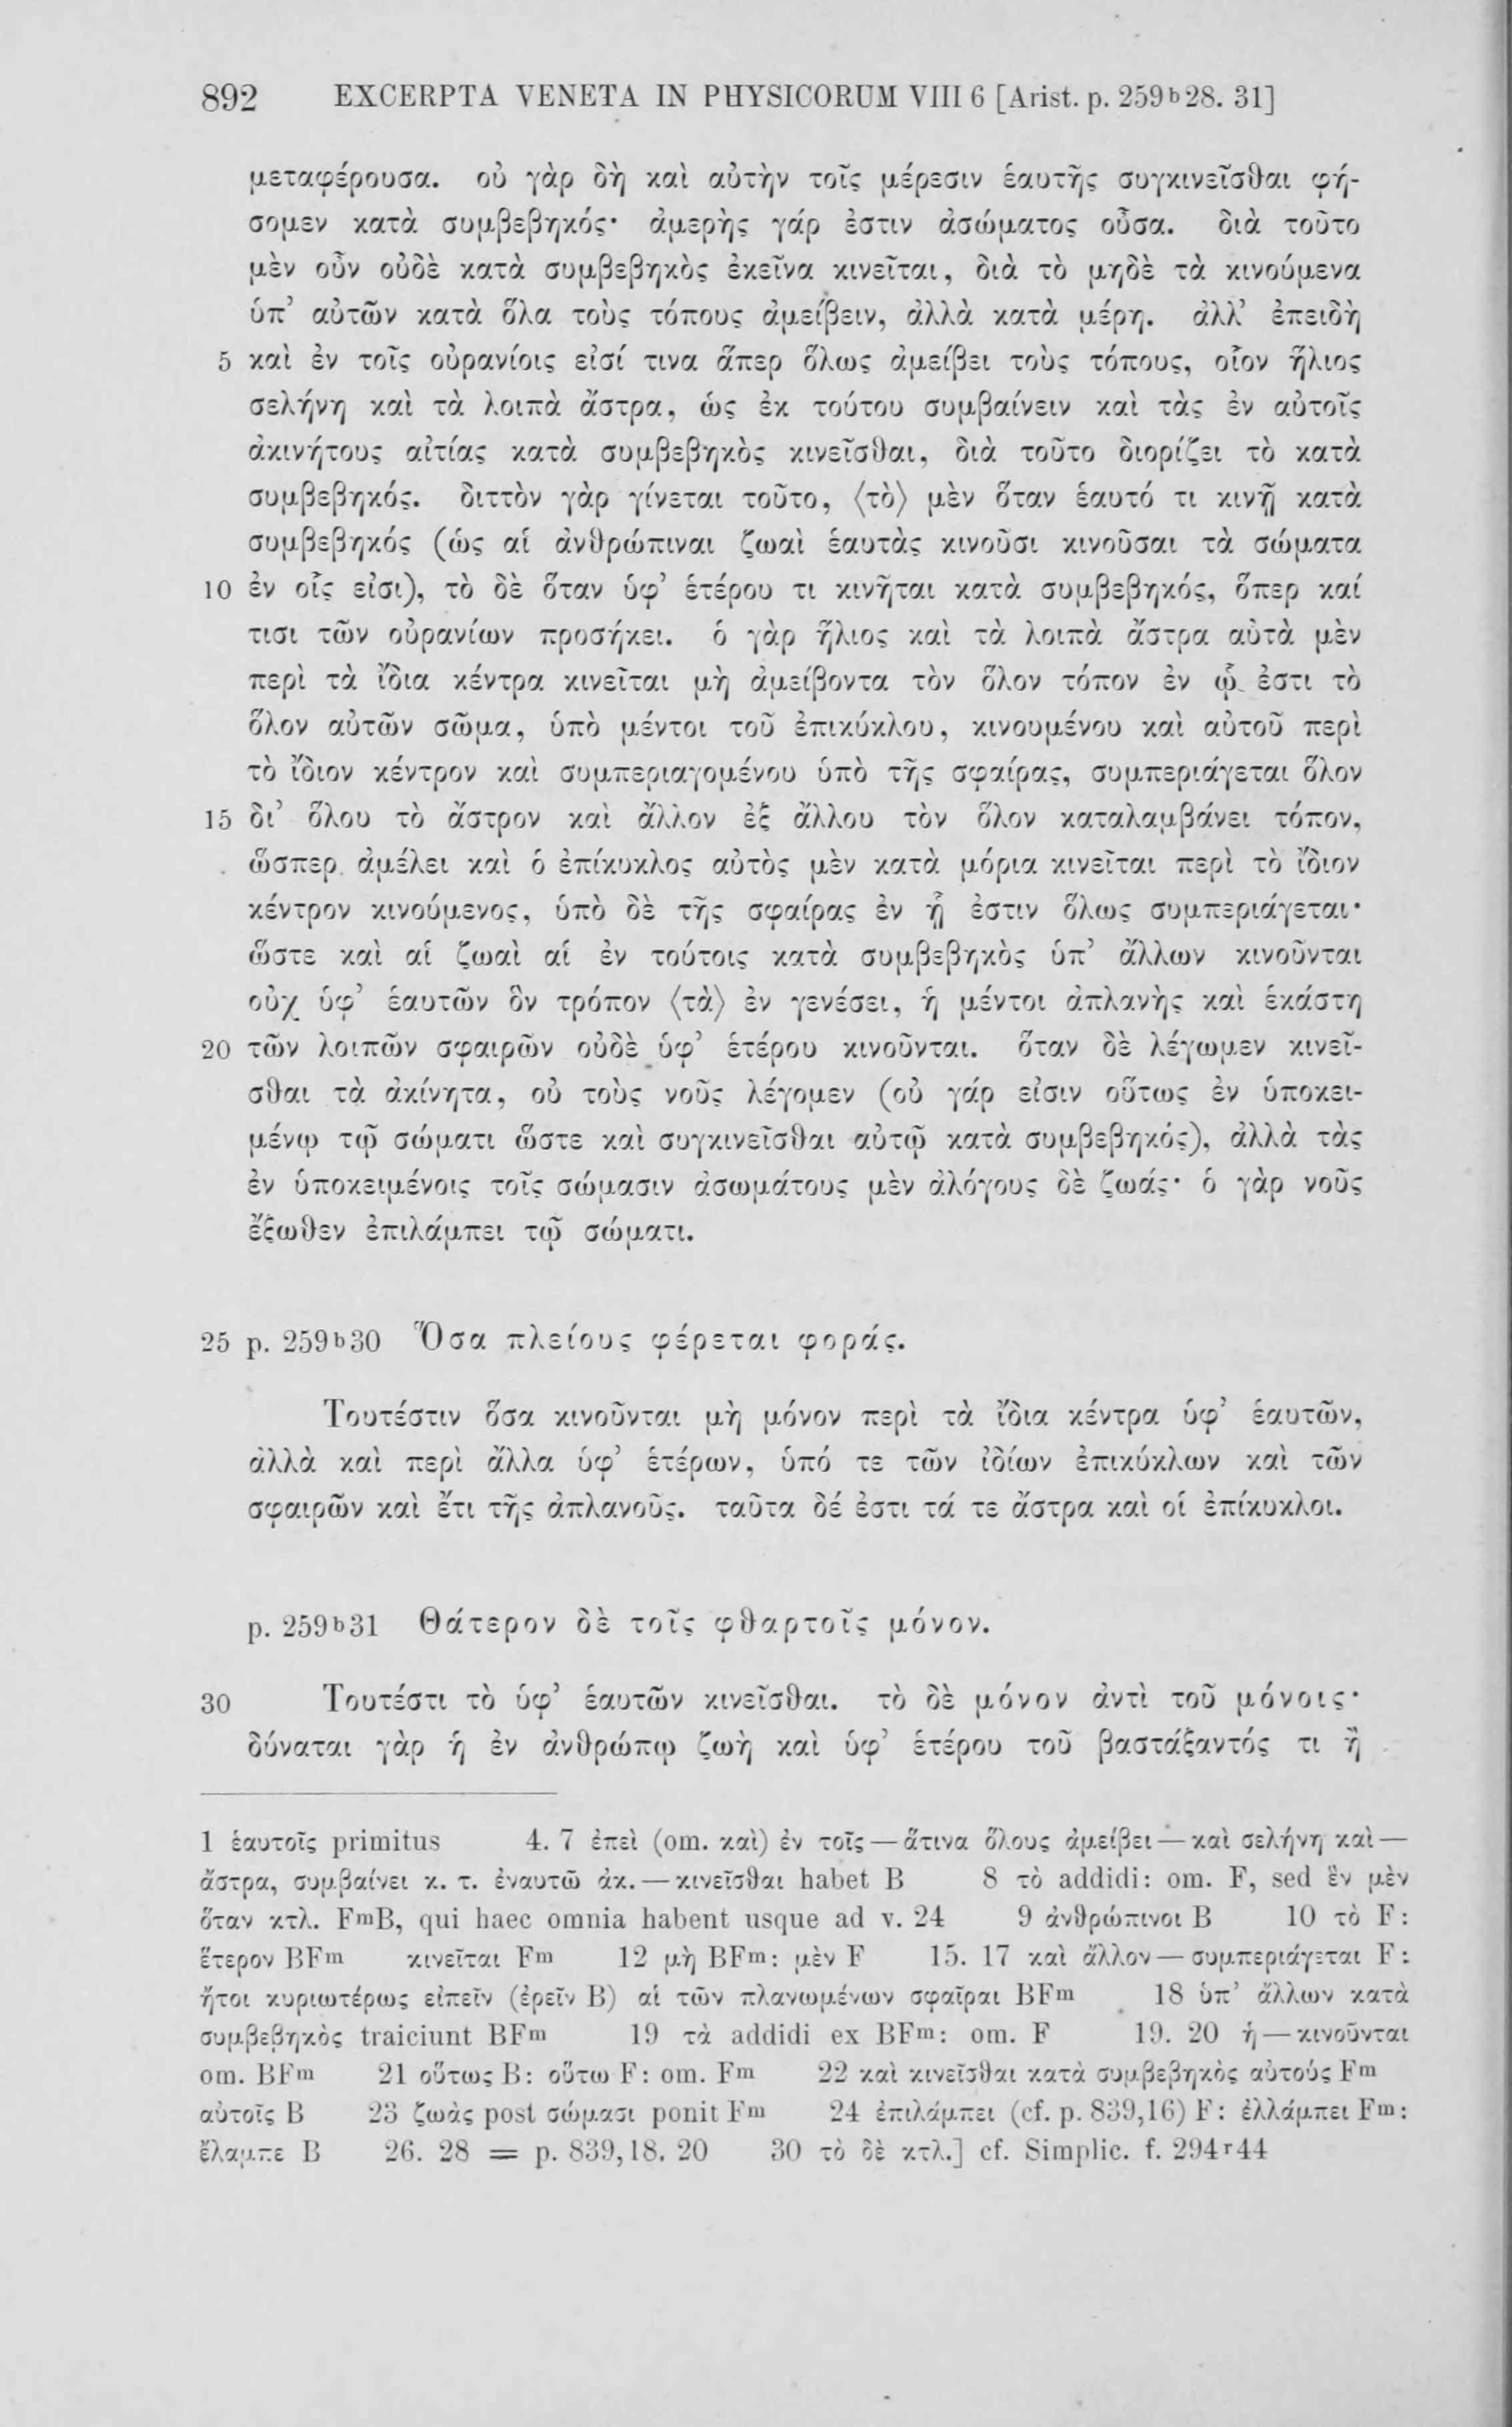 892 EXCERPTA VENETA IN PHYSICORUM VIII 6 [Arist. p. 259ᵇ28. 31]
μεταφέρουσα. οὐ γὰρ δὴ καὶ αὐτὴν τοῖς μέρεσιν ἑαυτῆς συγκινεῖσθαι φή-
σομεν κατὰ συμβεβηκός· ἀμερὴς γάρ ἐστιν ἀσώματος οὖσα. διὰ τοῦτο
μὲν οὖν οὐδὲ κατὰ συμβεβηκὸς ἐκεῖνα κινεῖται, διὰ τὸ μηδὲ τὰ κινούμενα
ὑπ’ αὐτῶν κατὰ ὅλα τοὺς τόπους ἀμείβειν, ἀλλὰ κατὰ μέρη. ἀλλ’ ἐπειδὴ
5 καὶ ἐν τοῖς οὐρανίοις εἰσί τινα ἅπερ ὅλως ἀμείβει τοὺς τόπους, οἷον ἥλιος
σελήνη καὶ τὰ λοιπὰ ἄστρα, ὡς ἐκ τούτου συμβαίνειν καὶ τὰς ἐν αὐτοῖς
ἀκινήτους αἰτίας κατὰ συμβεβηκὸς κινεῖσθαι, διὰ τοῦτο διορίζει τὸ κατὰ
συμβεβηκός. διττὸν γὰρ γίνεται τοῦτο, ⟨τὸ⟩ μὲν ὅταν ἑαυτό τι κινῇ κατὰ
συμβεβηκός (ὡς αἱ ἀνθρώπιναι ζωαὶ ἑαυτὰς κινοῦσι κινοῦσαι τὰ σώματα
10 ἐν οἷς εἰσι), τὸ δὲ ὅταν ὑφ’ ἑτέρου τι κινῆται κατὰ συμβεβηκός, ὅπερ καί
τισι τῶν οὐρανίων προσήκει. ὁ γὰρ ἥλιος καὶ τὰ λοιπὰ ἄστρα αὐτὰ μὲν
περὶ τὰ ἴδια κέντρα κινεῖται μὴ ἀμείβοντα τὸν ὅλον τόπον ἐν ᾧ ἐστι τὸ
ὅλον αὐτῶν σῶμα, ὑπὸ μέντοι τοῦ ἐπικύκλου, κινουμένου καὶ αὐτοῦ περὶ
τὸ ἴδιον κέντρον καὶ συμπεριαγομένου ὑπὸ τῆς σφαίρας, συμπεριάγεται ὅλον
15 δι’ ὅλου τὸ ἄστρον καὶ ἄλλον ἐξ ἄλλου τὸν ὅλον καταλαμβάνει τόπον,
ὥσπερ ἀμέλει καὶ ὁ ἐπίκυκλος αὐτὸς μὲν κατὰ μόρια κινεῖται περὶ τὸ ἴδιον
κέντρον κινούμενος, ὑπὸ δὲ τῆς σφαίρας ἐν ᾗ ἐστιν ὅλως συμπεριάγεται·
ὥστε καὶ αἱ ζωαὶ αἱ ἐν τούτοις κατὰ συμβεβηκὸς ὑπ’ ἄλλων κινοῦνται
οὐχ ὑφ’ ἑαυτῶν ὃν τρόπον ⟨τὰ⟩ ἐν γενέσει, ἡ μέντοι ἀπλανὴς καὶ ἑκάστη
20 τῶν λοιπῶν σφαιρῶν οὐδὲ ὑφ’ ἑτέρου κινοῦνται. ὅταν δὲ λέγωμεν κινεῖ-
σθαι τὰ ἀκίνητα, οὐ τοὺς νοῦς λέγομεν (οὐ γάρ εἰσιν οὕτως ἐν ὑποκει-
μένῳ τῷ σώματι ὥστε καὶ συγκινεῖσθαι αὐτῷ κατὰ συμβεβηκός), ἀλλὰ τὰς
ἐν ὑποκειμένοις τοῖς σώμασιν ἀσωμάτους μὲν ἀλόγους δὲ ζωάς· ὁ γὰρ νοῦς
ἔξωθεν ἐπιλάμπει τῷ σώματι.
25 p. 259ᵇ30 Ὅσα πλείους φέρεται φοράς.
Τουτέστιν ὅσα κινοῦνται μὴ μόνον περὶ τὰ ἴδια κέντρα ὑφ’ ἑαυτῶν,
ἀλλὰ καὶ περὶ ἄλλα ὑφ’ ἑτέρων, ὑπό τε τῶν ἰδίων ἐπικύκλων καὶ τῶν
σφαιρῶν καὶ ἔτι τῆς ἀπλανοῦς. ταῦτα δέ ἐστι τά τε ἄστρα καὶ οἱ ἐπίκυκλοι.
p. 259ᵇ31 Θάτερον δὲ τοῖς φθαρτοῖς μόνον.
30 Τουτέστι τὸ ὑφ’ ἑαυτῶν κινεῖσθαι. τὸ δὲ μόνον ἀντὶ τοῦ μόνοις·
δύναται γὰρ ἡ ἐν ἀνθρώπῳ ζωὴ καὶ ὑφ’ ἑτέρου τοῦ βαστάξαντός τι ἢ
1 ἑαυτοῖς primitus 4. 7 ἐπεὶ (om. καὶ) ἐν τοῖς — ἅτινα ὅλους ἀμείβει — καὶ σελήνη καὶ —
ἄστρα, συμβαίνει κ. τ. ἐναυτῶ ἀκ. — κινεῖσθαι habet B 8 τὸ addidi: om. F, sed ἓν μὲν
ὅταν κτλ. FᵐB, qui haec omnia habent usque ad v. 24 9 ἀνθρώπινοι B 10 τὸ F:
ἕτερον BFᵐ κινεῖται Fᵐ 12 μὴ BFᵐ: μὲν F 15. 17 καὶ ἄλλον — συμπεριάγεται F:
ἤτοι κυριωτέρως εἰπεῖν (ἐρεῖν B) αἱ τῶν πλανωμένων σφαῖραι BFᵐ 18 ὑπ’ ἄλλων κατὰ
συμβεβηκὸς traiciunt BFᵐ 19 τὰ addidi ex BFᵐ: om. F 19. 20 ἡ — κινοῦνται
om. BFᵐ 21 οὕτως B: οὕτω F: om. Fᵐ 22 καὶ κινεῖσθαι κατὰ συμβεβηκὸς αὐτούς Fᵐ
αὐτοῖς B 23 ζωὰς post σώμασι ponit Fᵐ 24 ἐπιλάμπει (cf. p. 839,16) F: ἐλλάμπει Fᵐ:
ἔλαμπε B 26. 28 = p. 839,18. 20 30 τὸ δὲ κτλ.] cf. Simplic. f. 294ʳ44